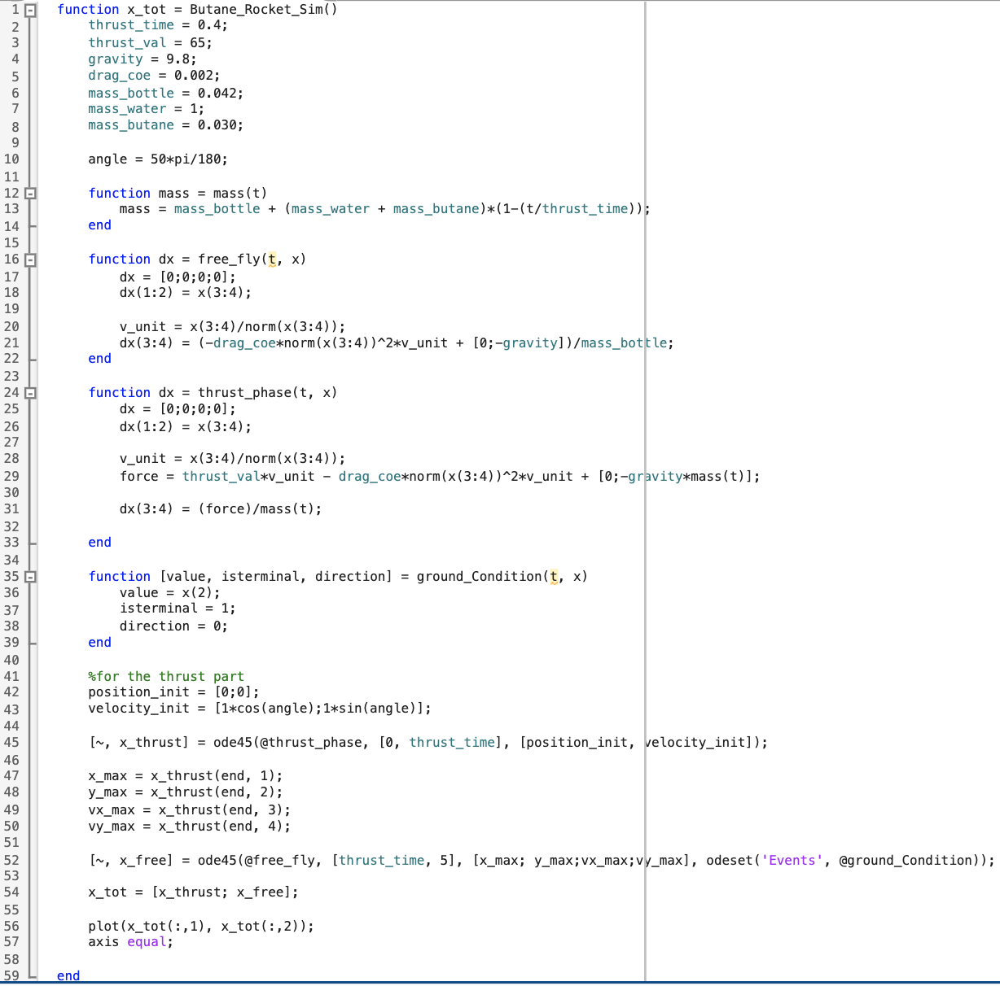 1 function x_tot = Butane_Rocket_Sim()
2 thrust_time = 0.4;
3 thrust_val = 65;
4 gravity = 9.8;
5 drag_coe = 0.002;
6 mass_bottle = 0.042;
7 mass_water = 1;
8 mass_butane = 0.030;
9
10 angle = 50*pi/180;
11
12 function mass = mass(t)
13 mass = mass_bottle + (mass_water + mass_butane)*(1-(t/thrust_time));
14 end
15
16 function dx = free_fly(t, x)
17 dx = [0;0;0;0];
18 dx(1:2) = x(3:4);
19
20 v_unit = x(3:4)/norm(x(3:4));
21 dx(3:4) = (-drag_coe*norm(x(3:4))^2*v_unit + [0;-gravity])/mass_bottle;
22 end
23
24 function dx = thrust_phase(t, x)
25 dx = [0;0;0;0];
26 dx(1:2) = x(3:4);
27
28 v_unit = x(3:4)/norm(x(3:4));
29 force = thrust_val*v_unit - drag_coe*norm(x(3:4))^2*v_unit + [0;-gravity*mass(t)];
30
31 dx(3:4) = (force)/mass(t);
32
33 end
34
35 function [value, isterminal, direction] = ground_Condition(t, x)
36 value = x(2);
37 isterminal = 1;
38 direction = 0;
39 end
40
41 %for the thrust part
42 position_init = [0;0];
43 velocity_init = [1*cos(angle);1*sin(angle)];
44
45 [~, x_thrust] = ode45(@thrust_phase, [0, thrust_time], [position_init, velocity_init]);
46
47 x_max = x_thrust(end, 1);
48 y_max = x_thrust(end, 2);
49 vx_max = x_thrust(end, 3);
50 vy_max = x_thrust(end, 4);
51
52 [~, x_free] = ode45(@free_fly, [thrust_time, 5], [x_max; y_max;vx_max;vy_max], odeset('Events', @ground_Condition));
53
54 x_tot = [x_thrust; x_free];
55
56 plot(x_tot(:,1), x_tot(:,2));
57 axis equal;
58
59 end